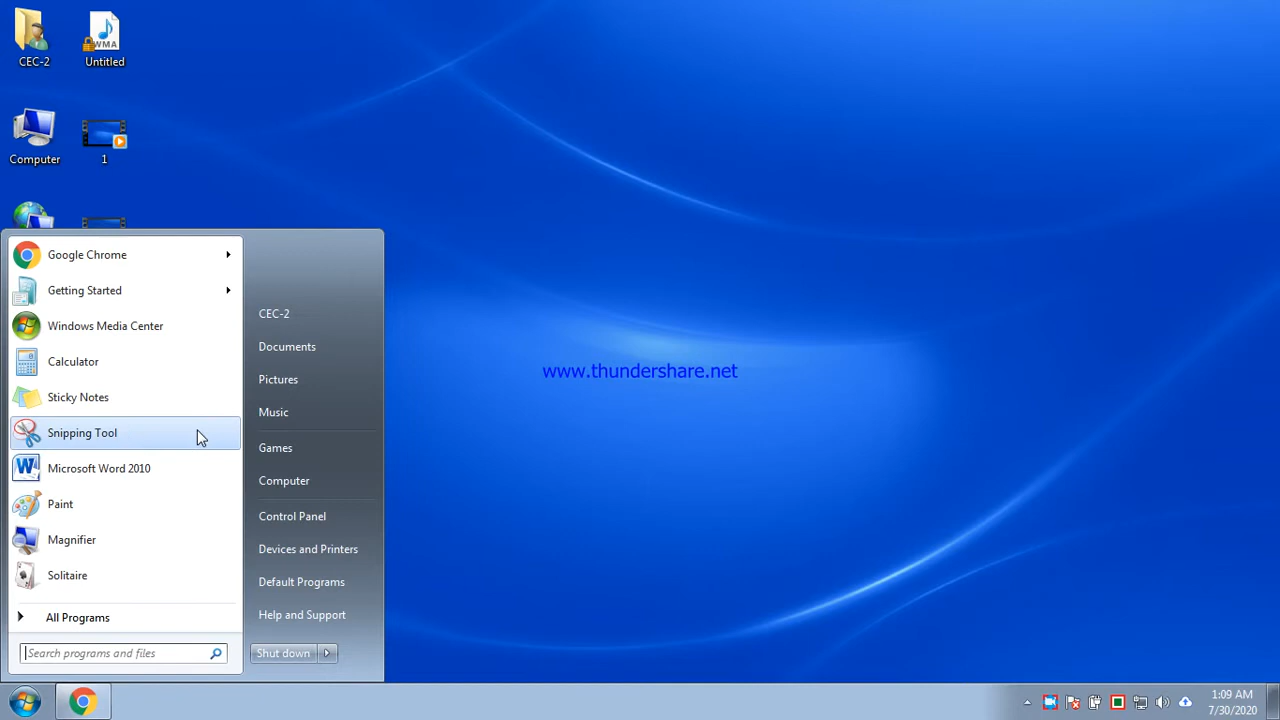 CEC-2
WMA
Untitled
Computer
1
Google Chrome
Getting Started
Windows Media Center
Calculator
Sticky Notes
Snipping Tool
Microsoft Word 2010
Paint
Magnifier
Solitaire
All Programs
Search programs and files
CEC-2
Documents
Pictures
Music
Games
Computer
Control Panel
Devices and Printers
Default Programs
Help and Support
Shut down
www.thundershare.net
1:09 AM
7/30/2020